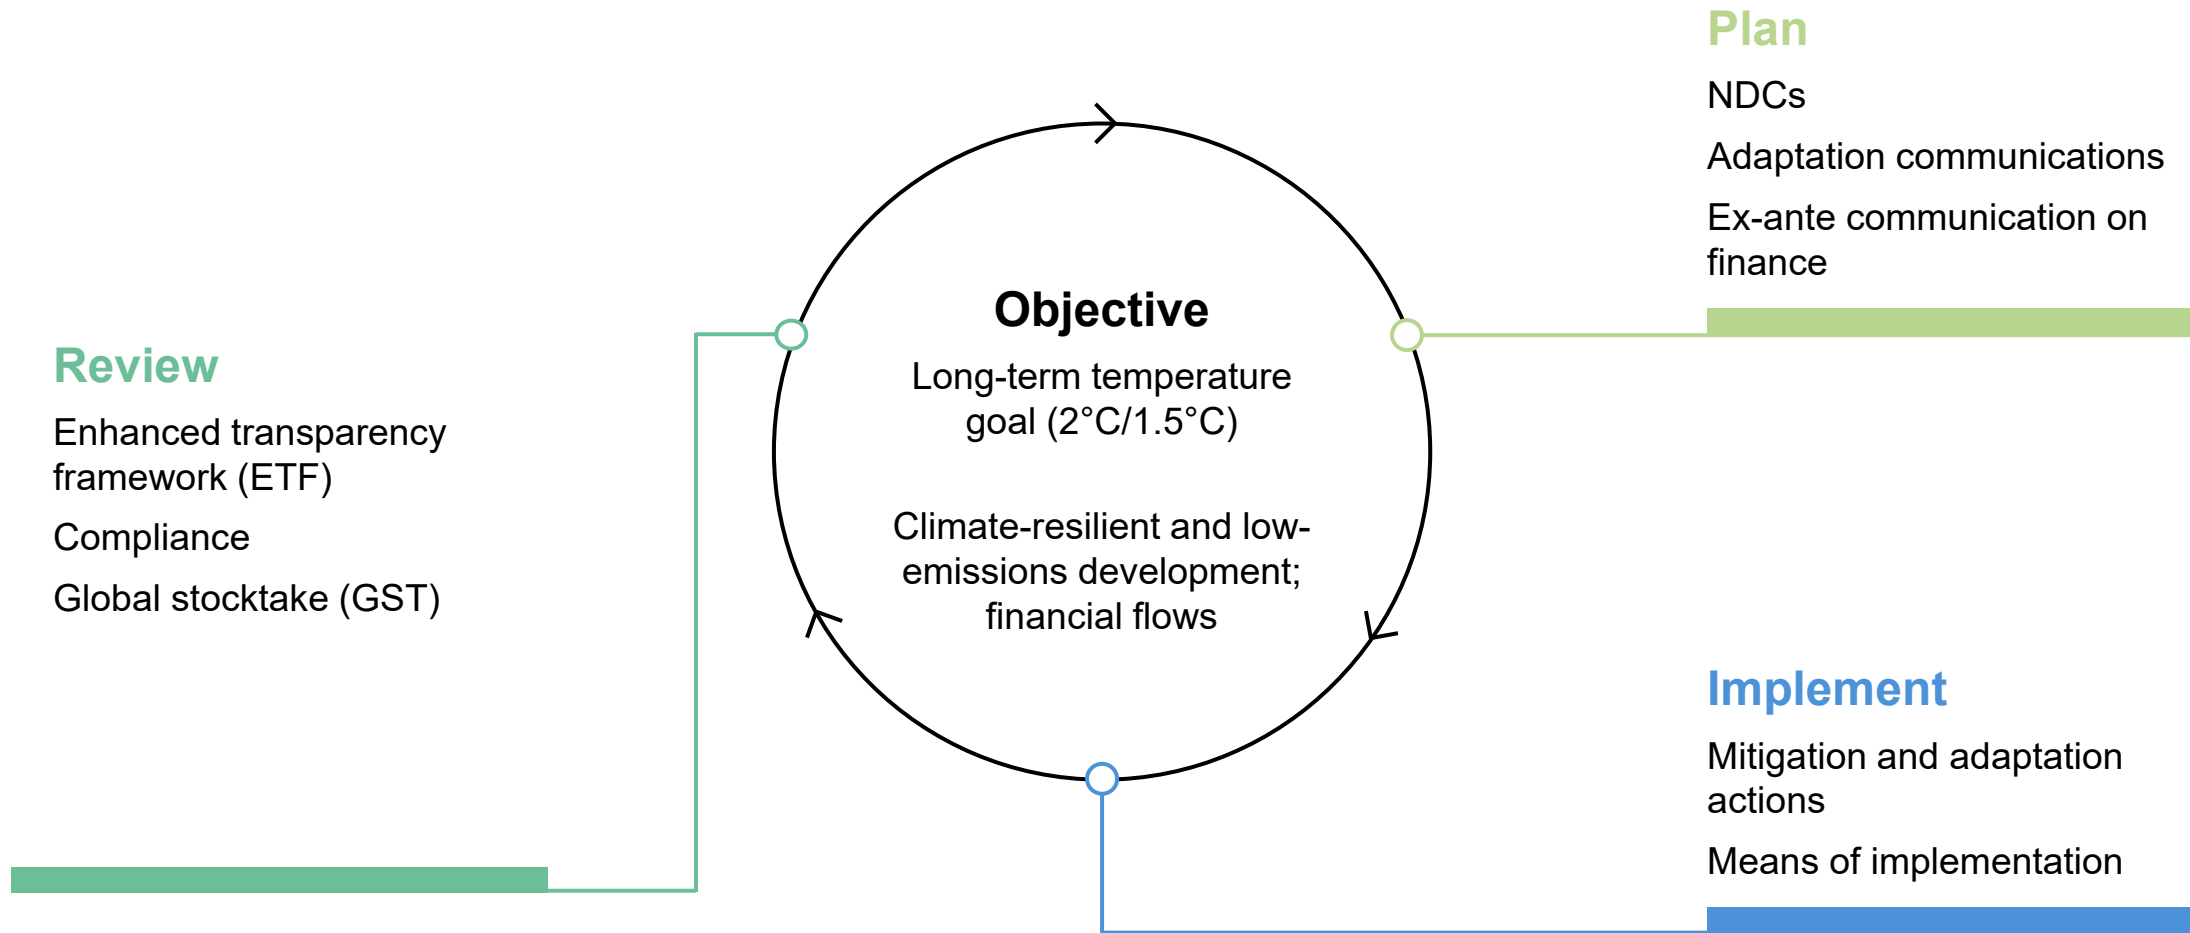 Plan
NDCs
Adaptation communications
Ex-ante communication on
finance
Objective
Long-term temperature
goal (2°C/1.5°C)
Climate-resilient and low-
emissions development;
financial flows
Review
Enhanced transparency
framework (ETF)
Compliance
Global stocktake (GST)
Implement
Mitigation and adaptation
actions
Means of implementation